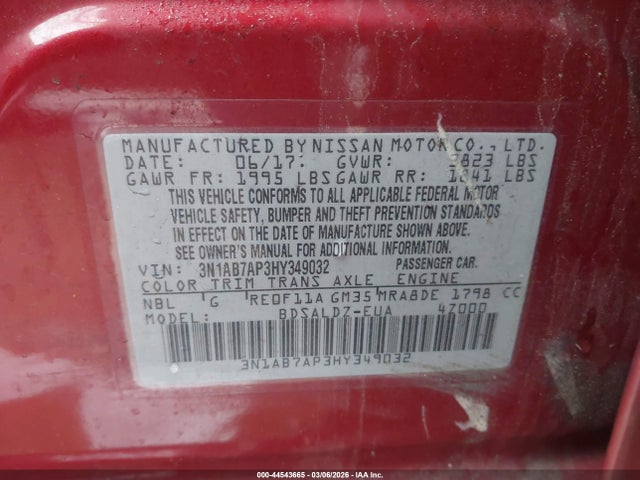 MANUFACTURED BY NISSAN MOTOR CO., LTD.
DATE: 06/17. GVWR: 3823 LBS
GAWR FR: 1995 LBS GAWR RR: 1841 LBS
THIS VEHICLE CONFORMS TO ALL APPLICABLE FEDERAL MOTOR
VEHICLE SAFETY, BUMPER AND THEFT PREVENTION STANDARDS
IN EFFECT ON THE DATE OF MANUFACTURE SHOWN ABOVE.
SEE OWNER'S MANUAL FOR ADDITIONAL INFORMATION.
VIN: 3N1AB7AP3HY349032 PASSENGER CAR.
COLOR TRIM TRANS AXLE ENGINE
NBL G RE0F11A GM35 MRA8DE 1798 CC
MODEL: BDSALDZ-EUA 47000
3N1AB7AP3HY349032
000-44543665 - 03/06/2026 - IAA Corp.